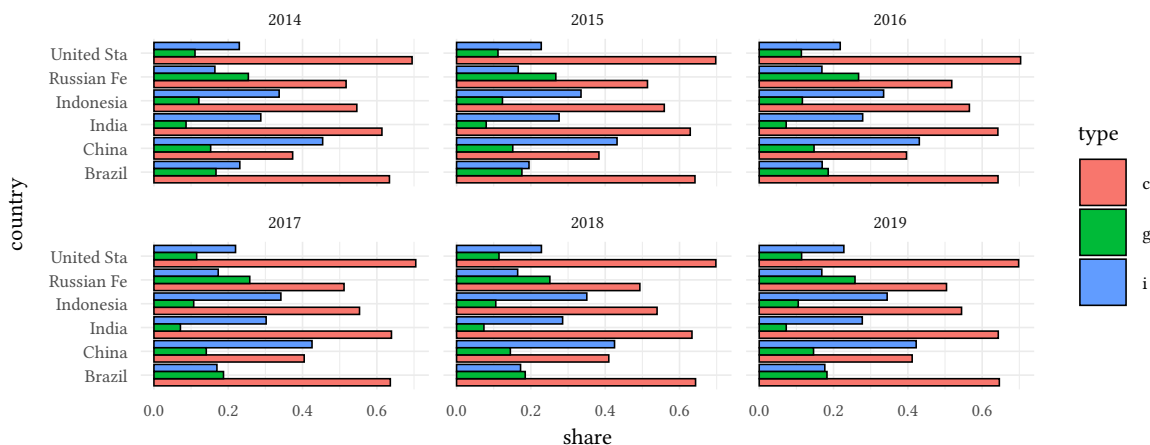 2014 2015 2016
United Sta
Russian Fe
Indonesia
India
China
Brazil
type
c
g
i
country
2017 2018 2019
United Sta
Russian Fe
Indonesia
India
China
Brazil
0.0 0.2 0.4 0.6 0.0 0.2 0.4 0.6 0.0 0.2 0.4 0.6
share